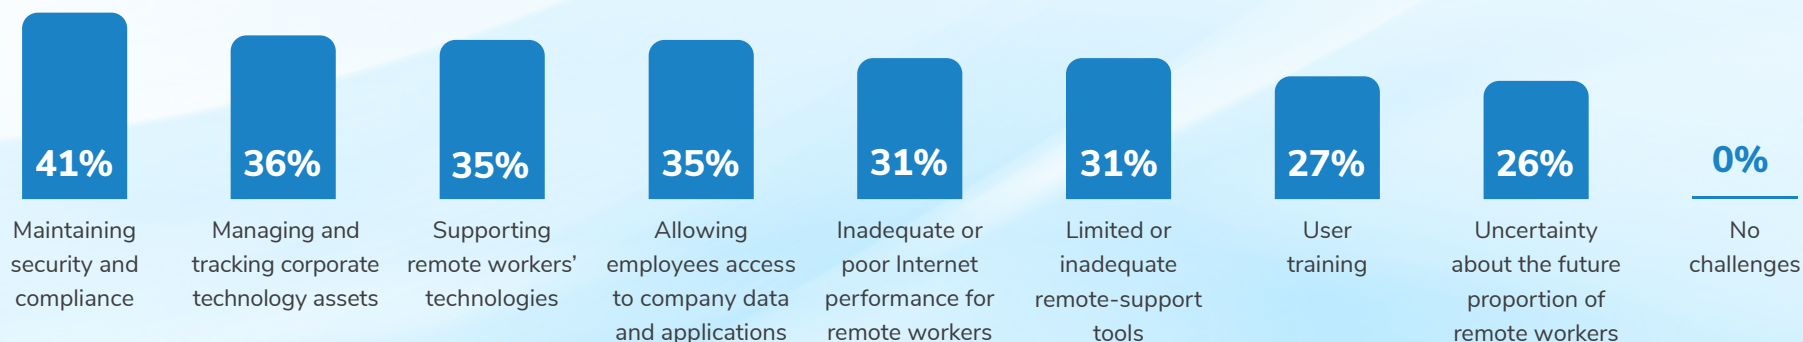 41%
36%
35%
35%
31%
31%
27%
26%
0%
Maintaining
security and
compliance
Managing and
tracking corporate
technology assets
Supporting
remote workers’
technologies
Allowing
employees access
to company data
and applications
Inadequate or
poor Internet
performance for
remote workers
Limited or
inadequate
remote-support
tools
User
training
Uncertainty
about the future
proportion of
remote workers
No
challenges